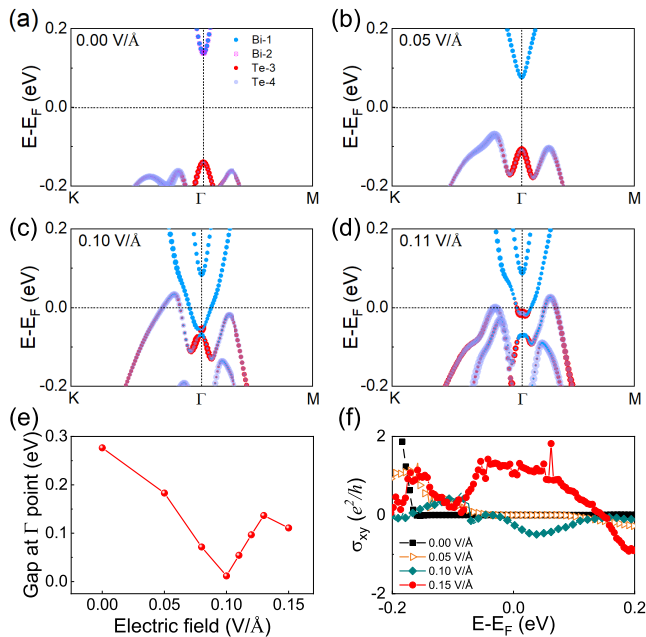 (a)
0.00 V/Å
Bi-1
Bi-2
Te-3
Te-4
E-E_F (eV)
0.2
0.0
-0.2
K
Γ
M
(b)
0.05 V/Å
E-E_F (eV)
0.2
0.0
-0.2
K
Γ
M
(c)
0.10 V/Å
E-E_F (eV)
0.2
0.0
-0.2
K
Γ
M
(d)
0.11 V/Å
E-E_F (eV)
0.2
0.0
-0.2
K
Γ
M
(e)
Gap at Γ point (eV)
0.3
0.2
0.1
0.0
0.00
0.05
0.10
0.15
Electric field (V/Å)
(f)
σ_xy (e²/h)
2
0
-2
0.00 V/Å
0.05 V/Å
0.10 V/Å
0.15 V/Å
-0.2
0.0
0.2
E-E_F (eV)